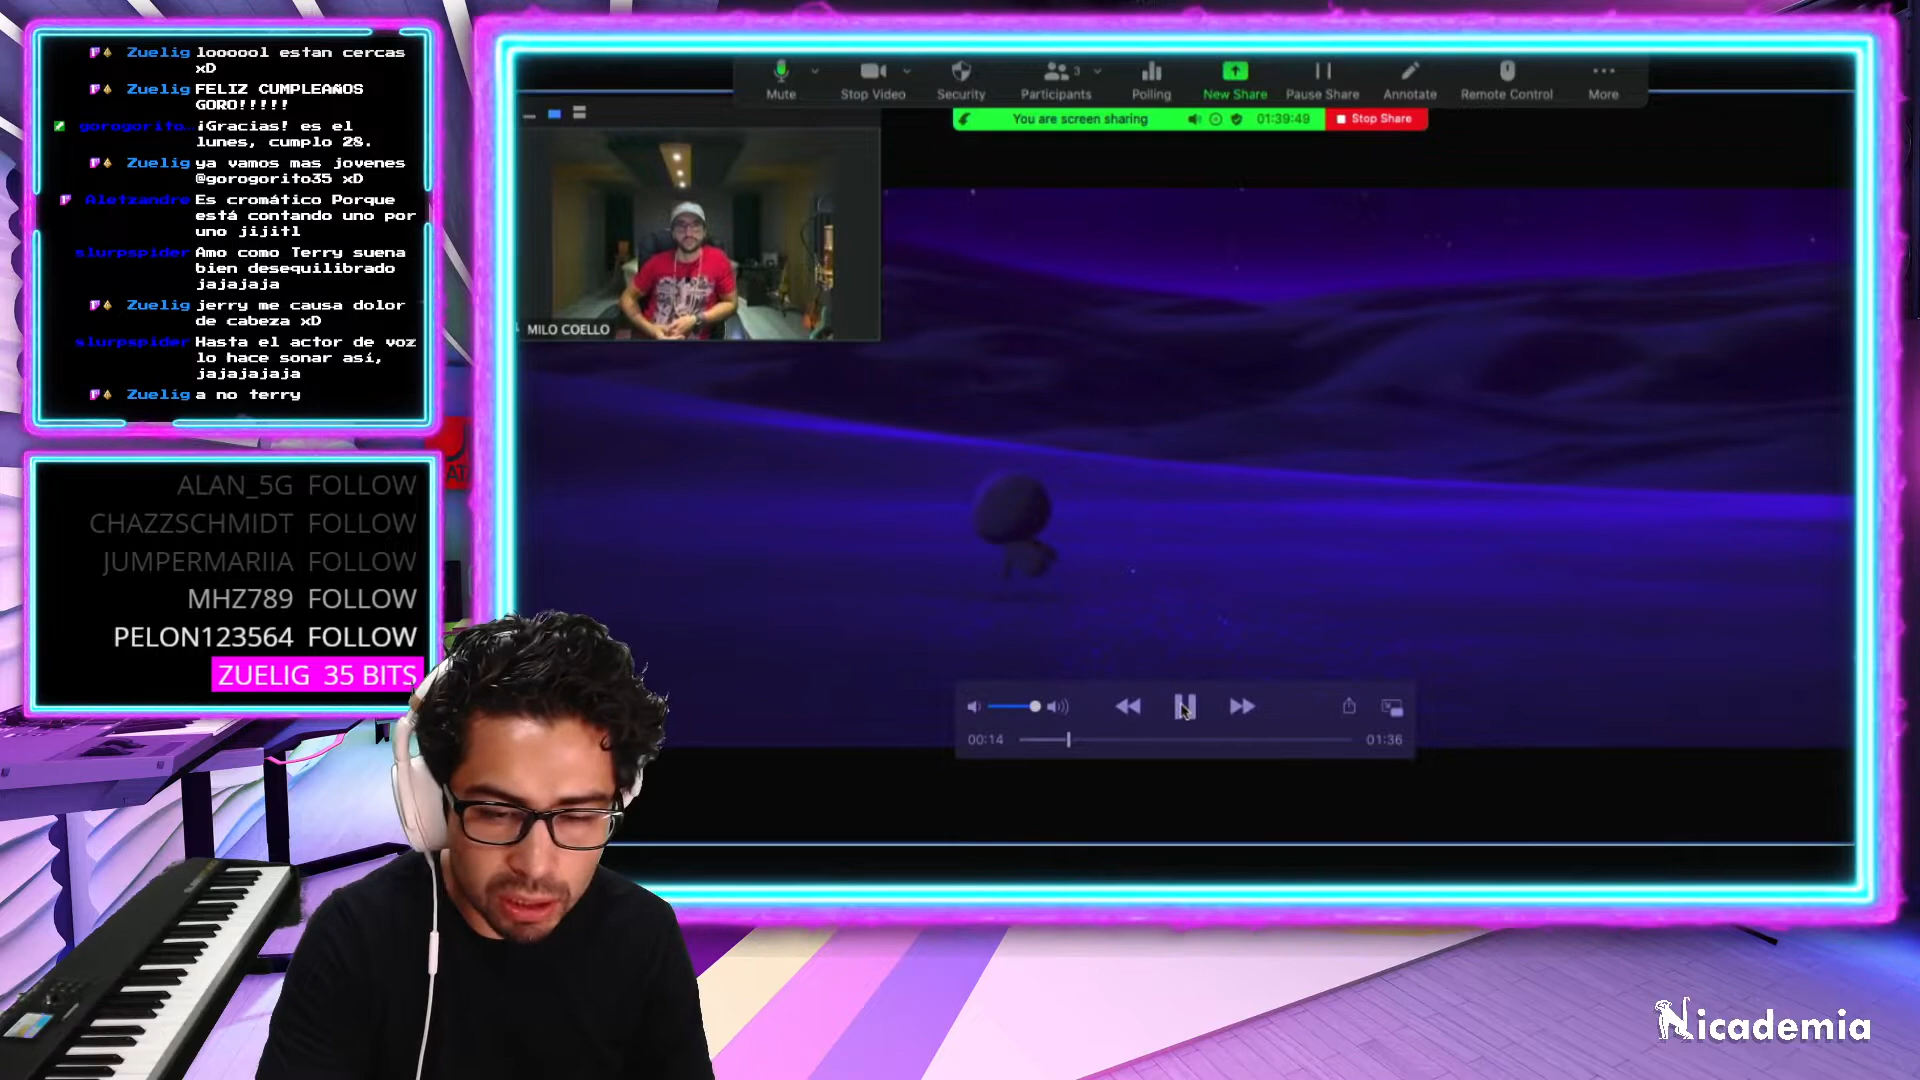 Zuelig loooool estan cercas
xD
Zuelig FELIZ CUMPLEAÑOS
GORO!!!!!
gorogorito… ¡Gracias! es el
lunes, cumplo 28.
Zuelig ya vamos mas jovenes
@gorogorito35 xD
Aletzandro Es cromático Porque
está contando uno por
uno jijitl
slurpspider Amo como Terry suena
bien desequilibrado
jajajaja
Zuelig jerry me causa dolor
de cabeza xD
slurpspider Hasta el actor de voz
lo hace sonar así,
jajajajaja
Zuelig a no terry
ALAN_5G FOLLOW
CHAZZSCHMIDT FOLLOW
JUMPERMARIIA FOLLOW
MHZ789 FOLLOW
PELON123564 FOLLOW
ZUELIG 35 BITS
Mute
Stop Video
Security
Participants 3
Polling
New Share
Pause Share
Annotate
Remote Control
More
You are screen sharing 01:39:49 Stop Share
MILO COELLO
00:14 01:36
Nicademia